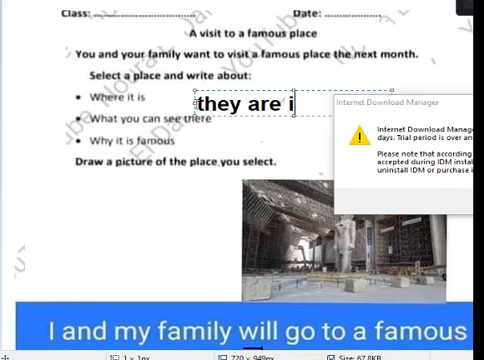 Class: ........................
Date: ..................
A visit to a famous place
You and your family want to visit a famous place the next month.
Select a place and write about:
• Where it is
they are i
• What you can see there
• Why it is famous
Draw a picture of the place you select.
Internet Download Manager
Internet Download Manag
days. Trial period is over an
Please note that according
accepted during IDM instal
uninstall IDM or purchase
I and my family will go to a famous
1 × 1px
720 × 949px
Size: 67.8KB